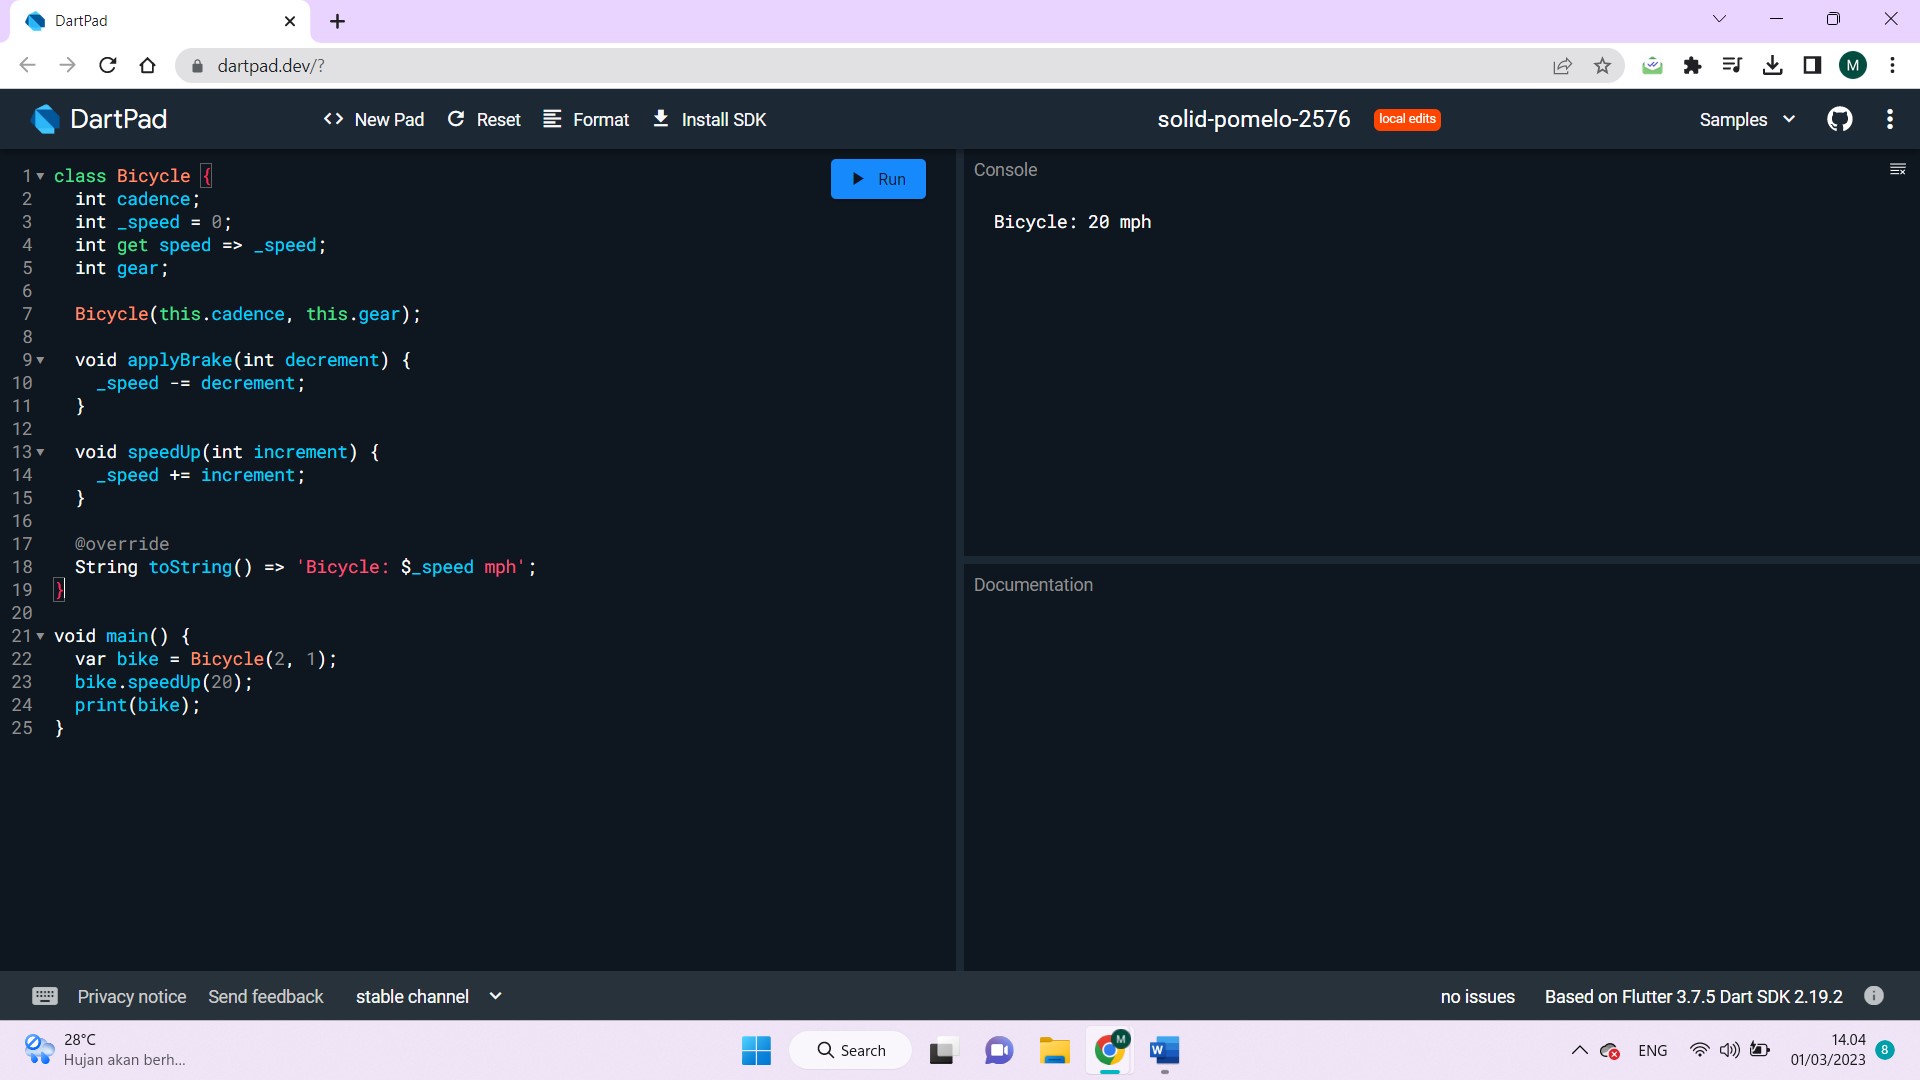 DartPad
dartpad.dev/?
M
DartPad
<> New Pad
Reset
Format
Install SDK
solid-pomelo-2576
local edits
Samples
1 class Bicycle {
2 int cadence;
3 int _speed = 0;
4 int get speed => _speed;
5 int gear;
6
7 Bicycle(this.cadence, this.gear);
8
9 void applyBrake(int decrement) {
10 _speed -= decrement;
11 }
12
13 void speedUp(int increment) {
14 _speed += increment;
15 }
16
17 @override
18 String toString() => 'Bicycle: $_speed mph';
19 }
20
21 void main() {
22 var bike = Bicycle(2, 1);
23 bike.speedUp(20);
24 print(bike);
25 }
Run
Console
Bicycle: 20 mph
Documentation
Privacy notice
Send feedback
stable channel
no issues
Based on Flutter 3.7.5 Dart SDK 2.19.2
28°C
Hujan akan berh...
Search
M
W
ENG
14.04
01/03/2023
8